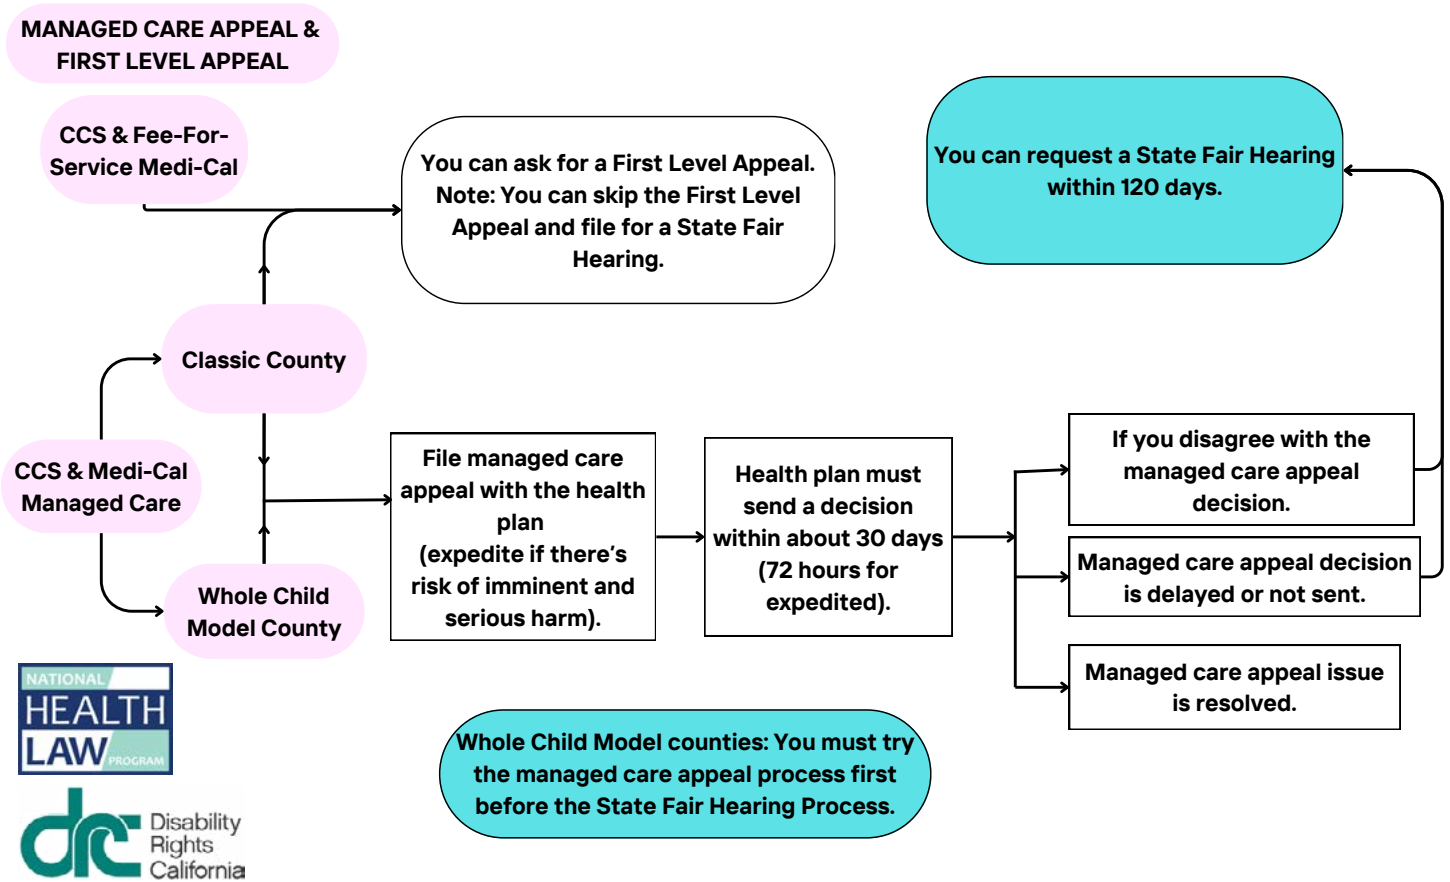 MANAGED CARE APPEAL &
FIRST LEVEL APPEAL
CCS & Fee-For-
Service Medi-Cal
You can ask for a First Level Appeal.
Note: You can skip the First Level
Appeal and file for a State Fair
Hearing.
You can request a State Fair Hearing
within 120 days.
Classic County
CCS & Medi-Cal
Managed Care
Whole Child
Model County
File managed care
appeal with the health
plan
(expedite if there's
risk of imminent and
serious harm).
Health plan must
send a decision
within about 30 days
(72 hours for
expedited).
If you disagree with the
managed care appeal
decision.
Managed care appeal decision
is delayed or not sent.
Managed care appeal issue
is resolved.
Whole Child Model counties: You must try
the managed care appeal process first
before the State Fair Hearing Process.
NATIONAL
HEALTH
LAW
PROGRAM
drc
Disability
Rights
California